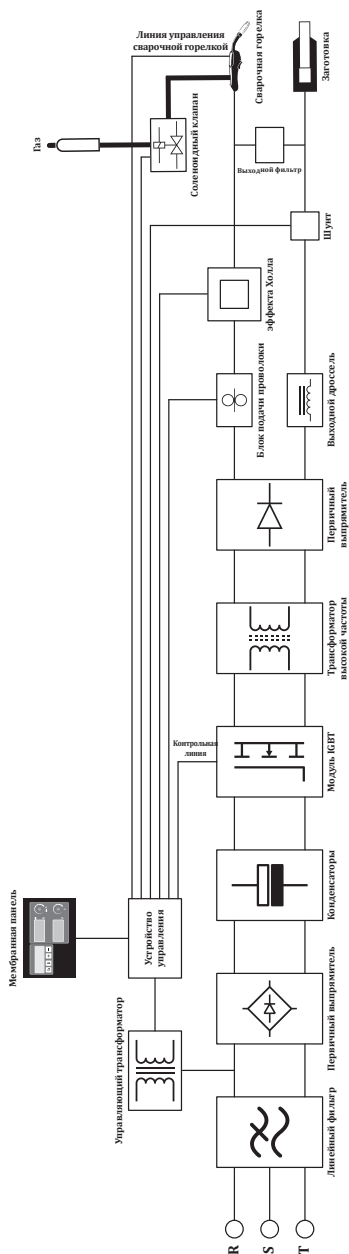 Линия управления
сварочной горелкой
Сварочная горелка
Заготовка
Газ
Соленоидный клапан
Выходной фильтр
Шунт
эффекта Холла
Блок подачи проволоки
Выходной дроссель
Первичный
выпрямитель
Трансформатор
высокой частоты
Контрольная
линия
Модуль IGBT
Конденсаторы
Мембранная панель
Устройство
управления
Первичный выпрямитель
Управляющий трансформатор
Линейный фильтр
R
S
T